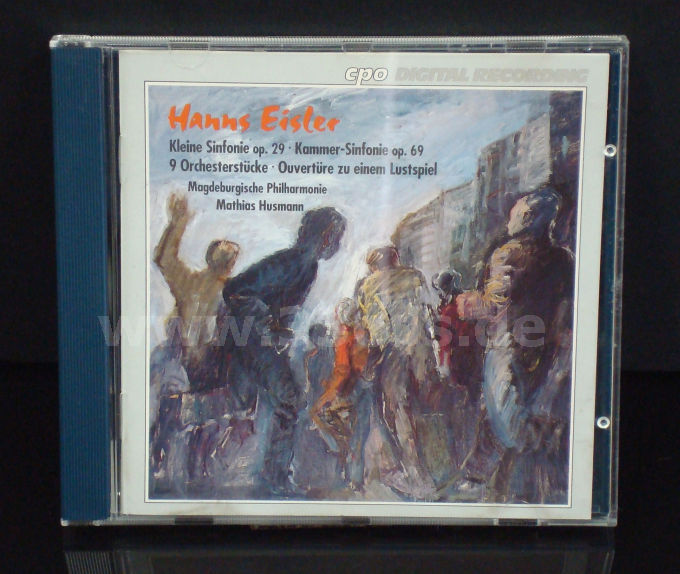 cpo DIGITAL RECORDING
Hanns Eisler
Kleine Sinfonie op. 29 · Kammer-Sinfonie op. 69
9 Orchesterstücke · Ouvertüre zu einem Lustspiel
Magdeburgische Philharmonie
Mathias Husmann